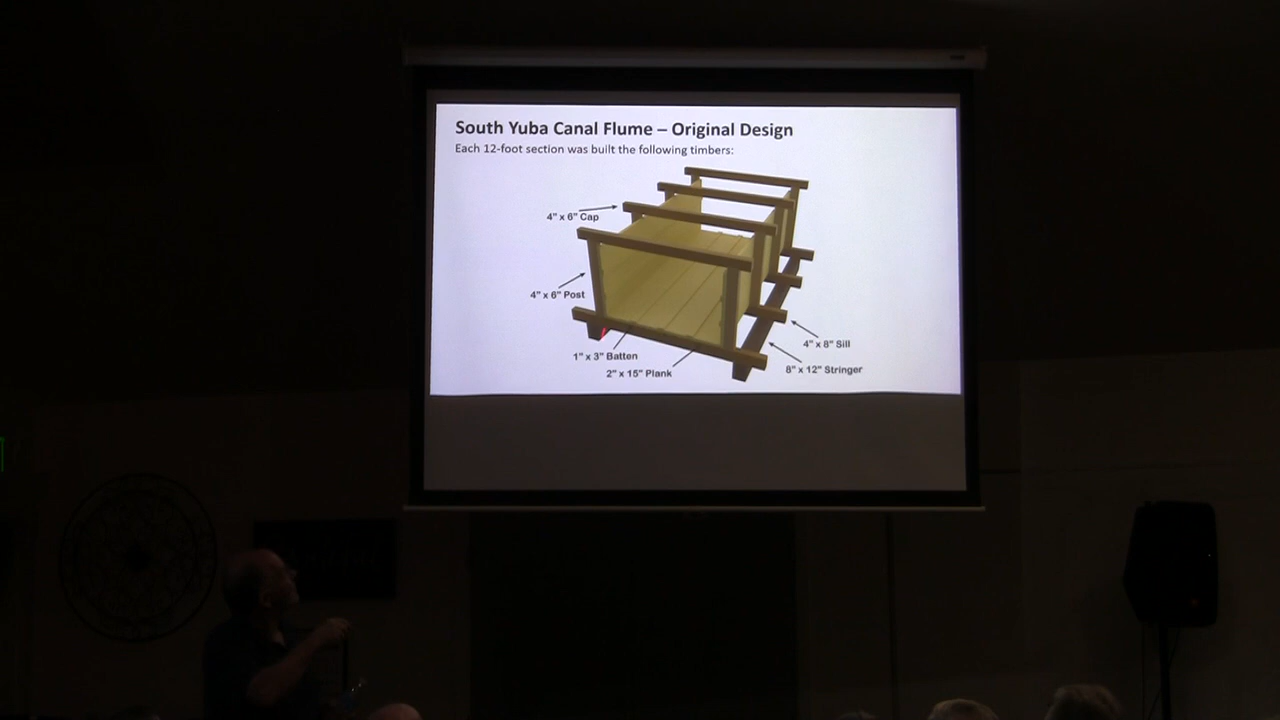 South Yuba Canal Flume – Original Design
Each 12-foot section was built the following timbers:
4" x 6" Cap
4" x 6" Post
1" x 3" Batten
2" x 15" Plank
4" x 8" Sill
8" x 12" Stringer